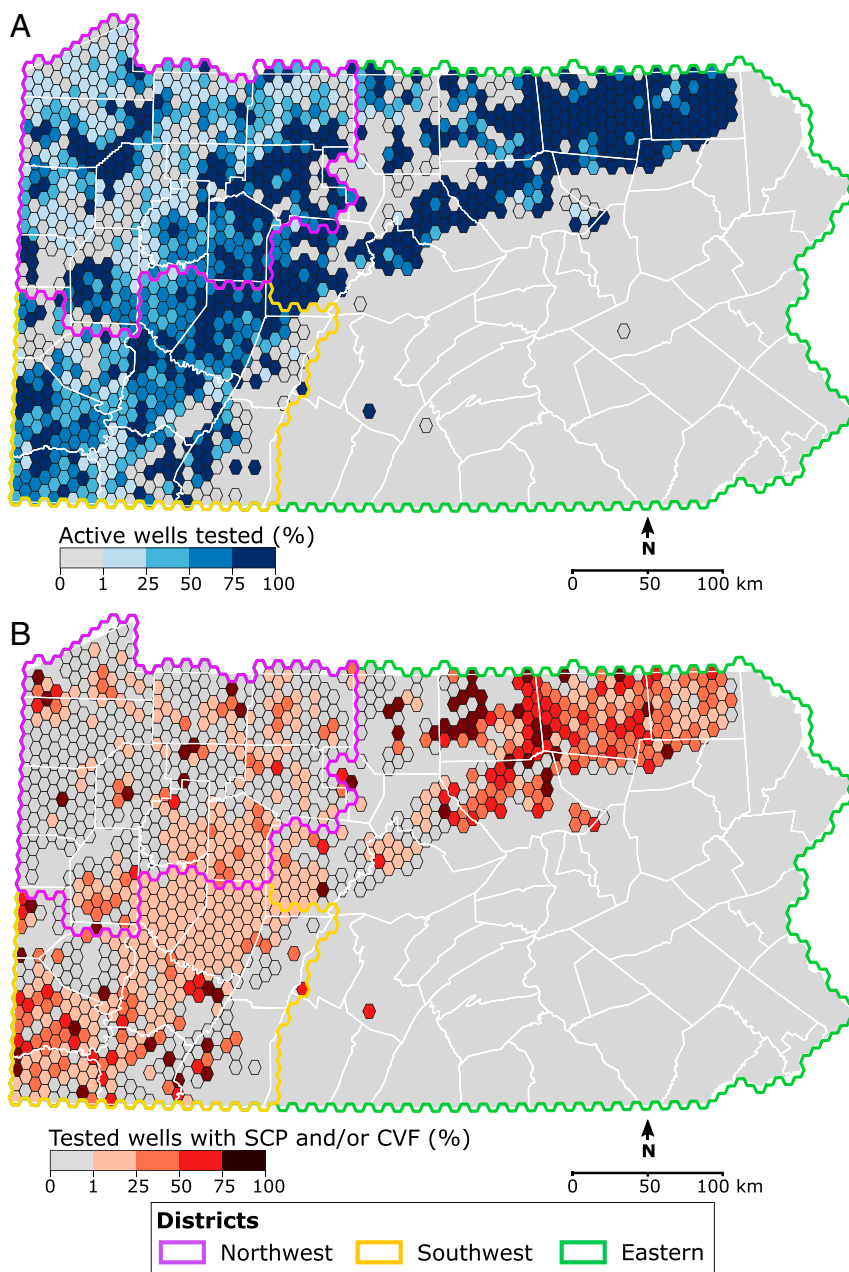 A
Active wells tested (%)
0 1 25 50 75 100
N
0 50 100 km
B
Tested wells with SCP and/or CVF (%)
0 1 25 50 75 100
N
0 50 100 km
Districts
Northwest Southwest Eastern